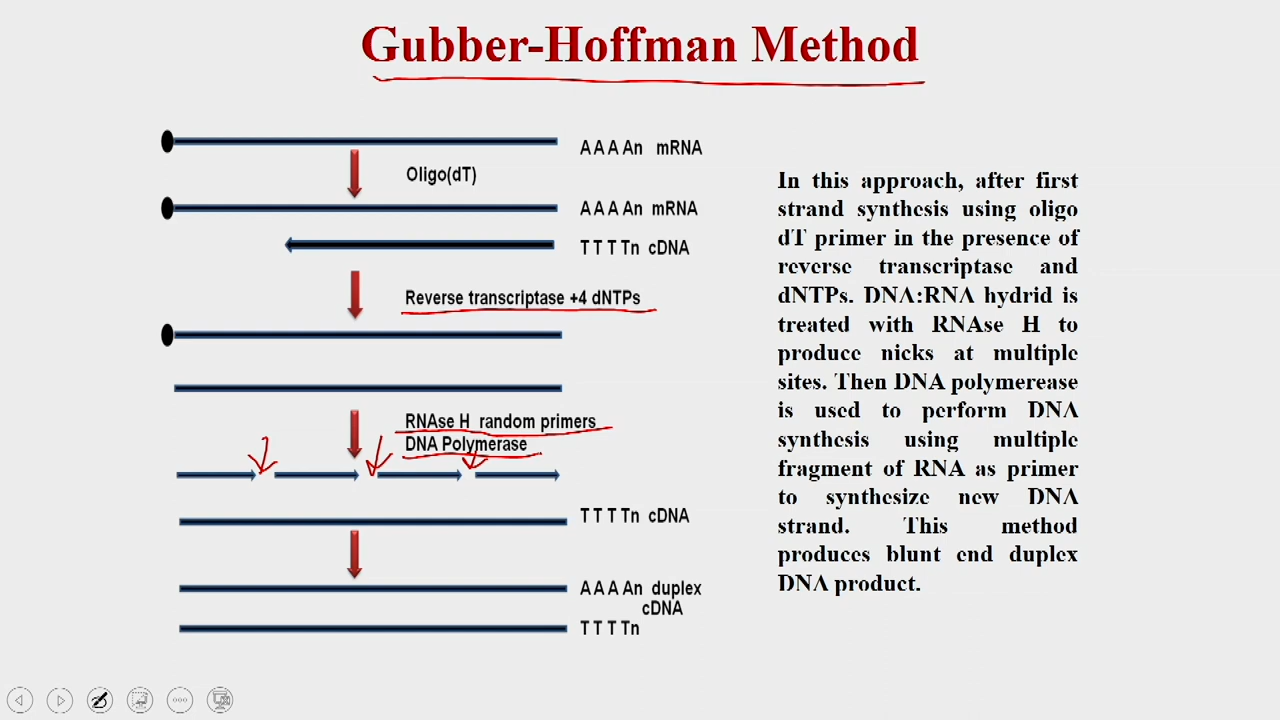 Gubber-Hoffman Method
A A A An mRNA
Oligo(dT)
A A A An mRNA
T T T Tn cDNA
Reverse transcriptase +4 dNTPs
RNAse H random primers
DNA Polymerase
T T T Tn cDNA
A A A An duplex
cDNA
T T T Tn
In this approach, after first
strand synthesis using oligo
dT primer in the presence of
reverse transcriptase and
dNTPs. DNA:RNA hydrid is
treated with RNAse H to
produce nicks at multiple
sites. Then DNA polymerease
is used to perform DNA
synthesis using multiple
fragment of RNA as primer
to synthesize new DNA
strand. This method
produces blunt end duplex
DNA product.